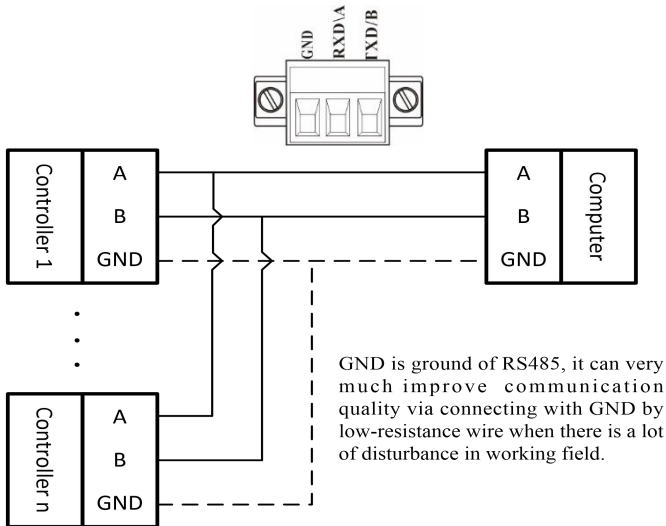 GND
RXD\A
TXD/B
Controller 1
A
B
GND
A
B
GND
Computer
Controller n
A
B
GND
GND is ground of RS485, it can very
much improve communication
quality via connecting with GND by
low-resistance wire when there is a lot
of disturbance in working field.